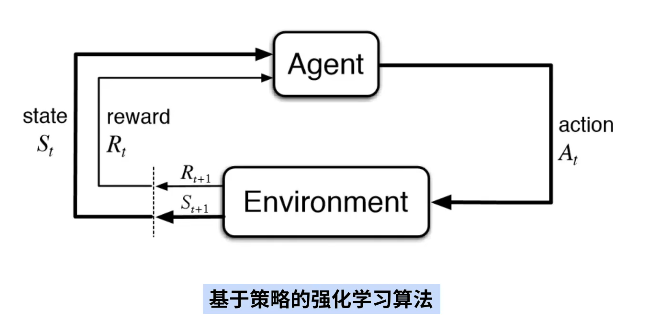 Agent
state
S_t
reward
R_t
action
A_t
R_{t+1}
S_{t+1}
Environment
基于策略的强化学习算法